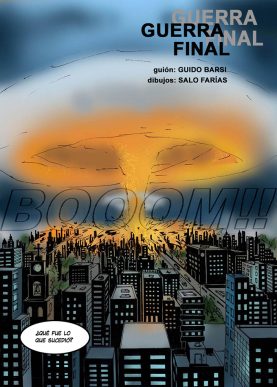 GUERRA
FINAL
GUERRA
FINAL
guión: GUIDO BARSI
dibujos: SALO FARÍAS
BOOOM!!
¿QUÉ FUE LO
QUE SUCEDIÓ?